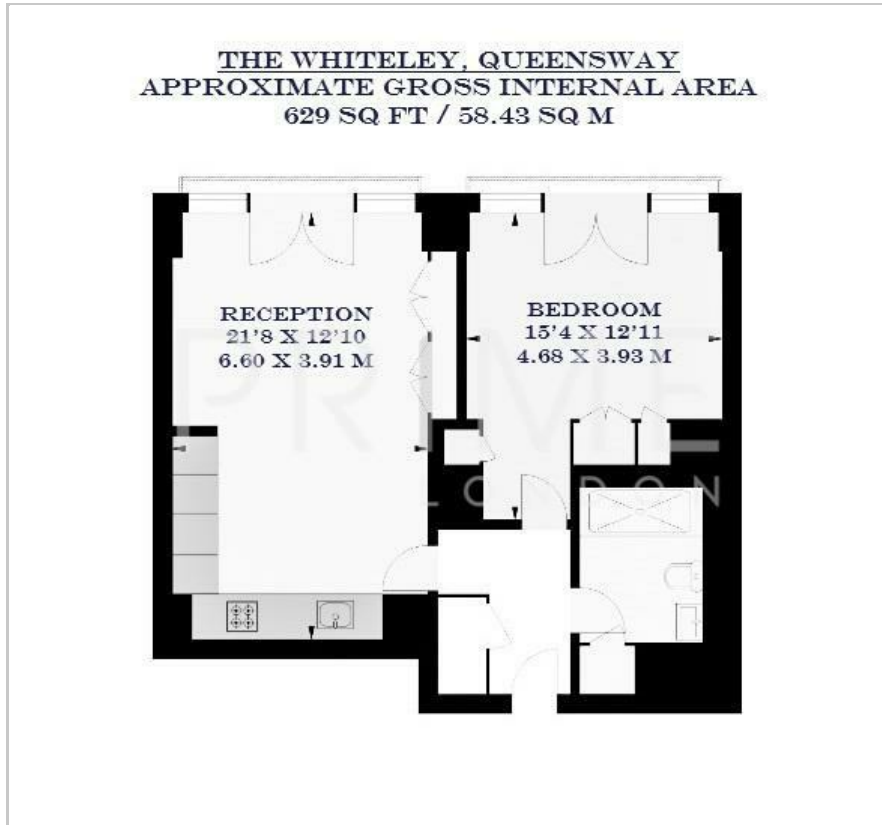 THE WHITELEY, QUEENSWAY
APPROXIMATE GROSS INTERNAL AREA
629 SQ FT / 58.43 SQ M
RECEPTION
21'8 X 12'10
6.60 X 3.91 M
BEDROOM
15'4 X 12'11
4.68 X 3.93 M
PRIME
LONDON